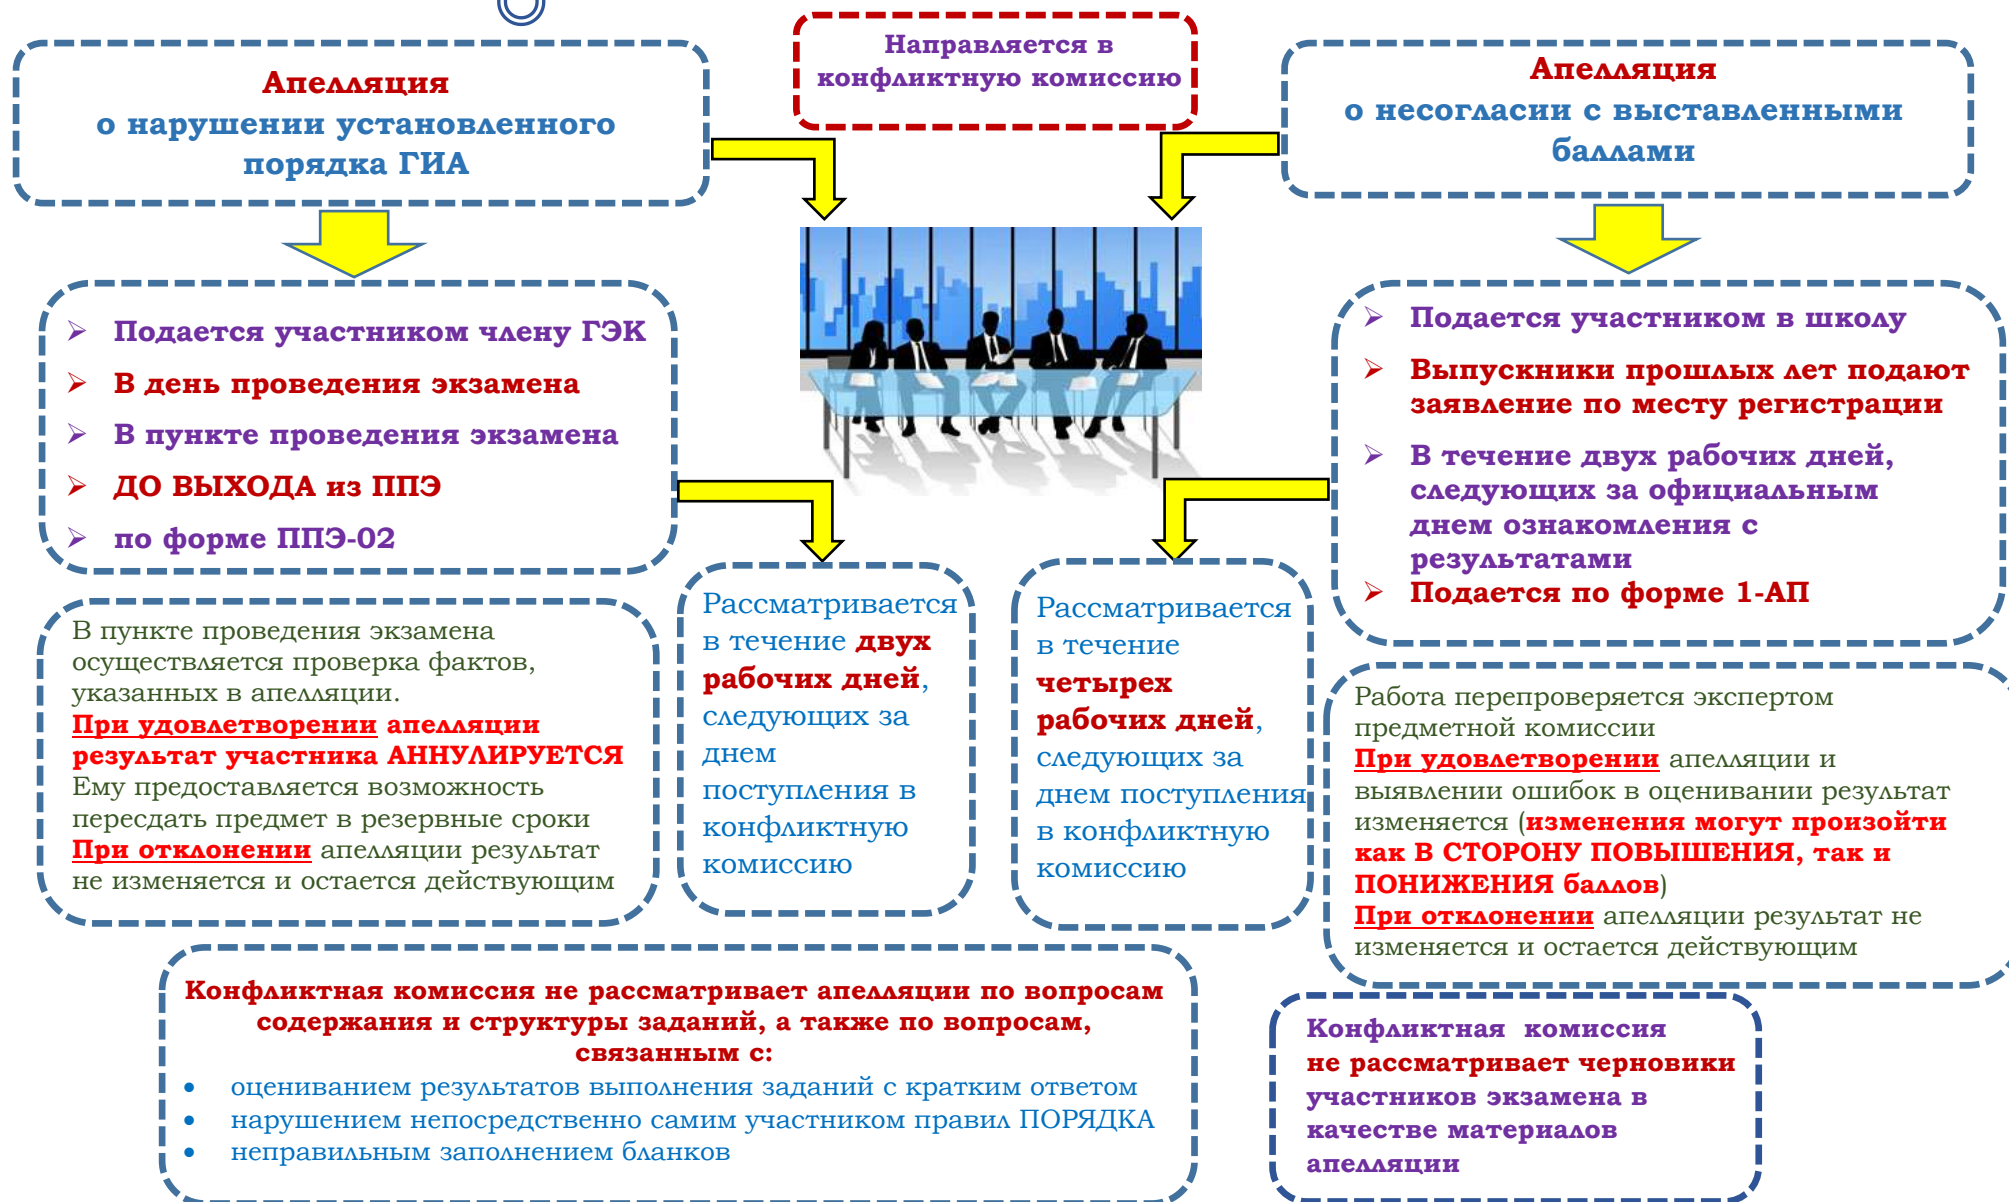 Апелляция
о нарушении установленного
порядка ГИА
Направляется в
конфликтную комиссию
Апелляция
о несогласии с выставленными
баллами
➢ Подается участником члену ГЭК
➢ В день проведения экзамена
➢ В пункте проведения экзамена
➢ ДО ВЫХОДА из ППЭ
➢ по форме ППЭ-02
➢ Подается участником в школу
➢ Выпускники прошлых лет подают
заявление по месту регистрации
➢ В течение двух рабочих дней,
следующих за официальным
днем ознакомления с
результатами
➢ Подается по форме 1-АП
В пункте проведения экзамена
осуществляется проверка фактов,
указанных в апелляции.
При удовлетворении апелляции
результат участника АННУЛИРУЕТСЯ
Ему предоставляется возможность
пересдать предмет в резервные сроки
При отклонении апелляции результат
не изменяется и остается действующим
Рассматривается
в течение двух
рабочих дней,
следующих за
днем
поступления в
конфликтную
комиссию
Рассматривается
в течение
четырех
рабочих дней,
следующих за
днем поступления
в конфликтную
комиссию
Работа перепроверяется экспертом
предметной комиссии
При удовлетворении апелляции и
выявлении ошибок в оценивании результат
изменяется (изменения могут произойти
как В СТОРОНУ ПОВЫШЕНИЯ, так и
ПОНИЖЕНИЯ баллов)
При отклонении апелляции результат не
изменяется и остается действующим
Конфликтная комиссия не рассматривает апелляции по вопросам
содержания и структуры заданий, а также по вопросам,
связанным с:
• оцениванием результатов выполнения заданий с кратким ответом
• нарушением непосредственно самим участником правил ПОРЯДКА
• неправильным заполнением бланков
Конфликтная комиссия
не рассматривает черновики
участников экзамена в
качестве материалов
апелляции